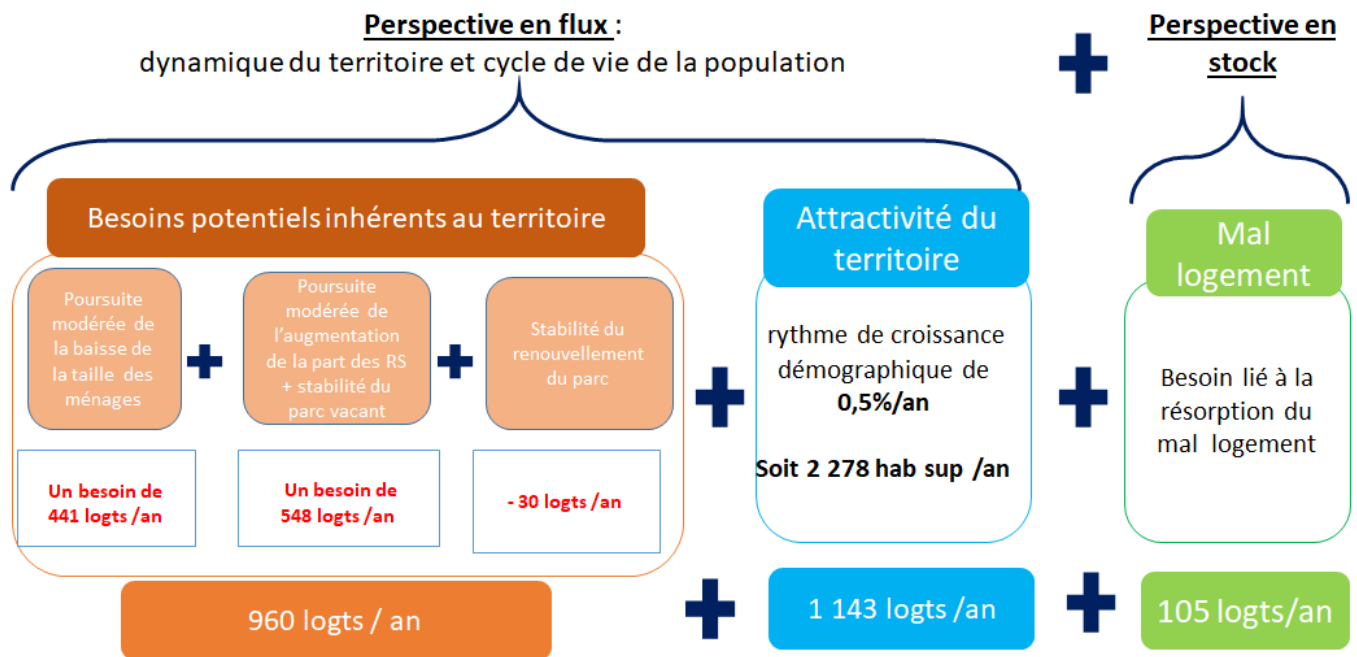 Perspective en flux :
dynamique du territoire et cycle de vie de la population
+
Perspective en
stock
Besoins potentiels inhérents au territoire
Poursuite
modérée de
la baisse de
la taille des
ménages
+
Poursuite
modérée de
l'augmentation
de la part des RS
+ stabilité du
parc vacant
+
Stabilité du
renouvellement
du parc
Un besoin de
441 logts /an
Un besoin de
548 logts /an
- 30 logts /an
+
Attractivité du
territoire
rythme de croissance
démographique de
0,5%/an
Soit 2 278 hab sup /an
+
Mal
logement
Besoin lié à la
résorption du
mal logement
960 logts / an
+
1 143 logts /an
+
105 logts/an